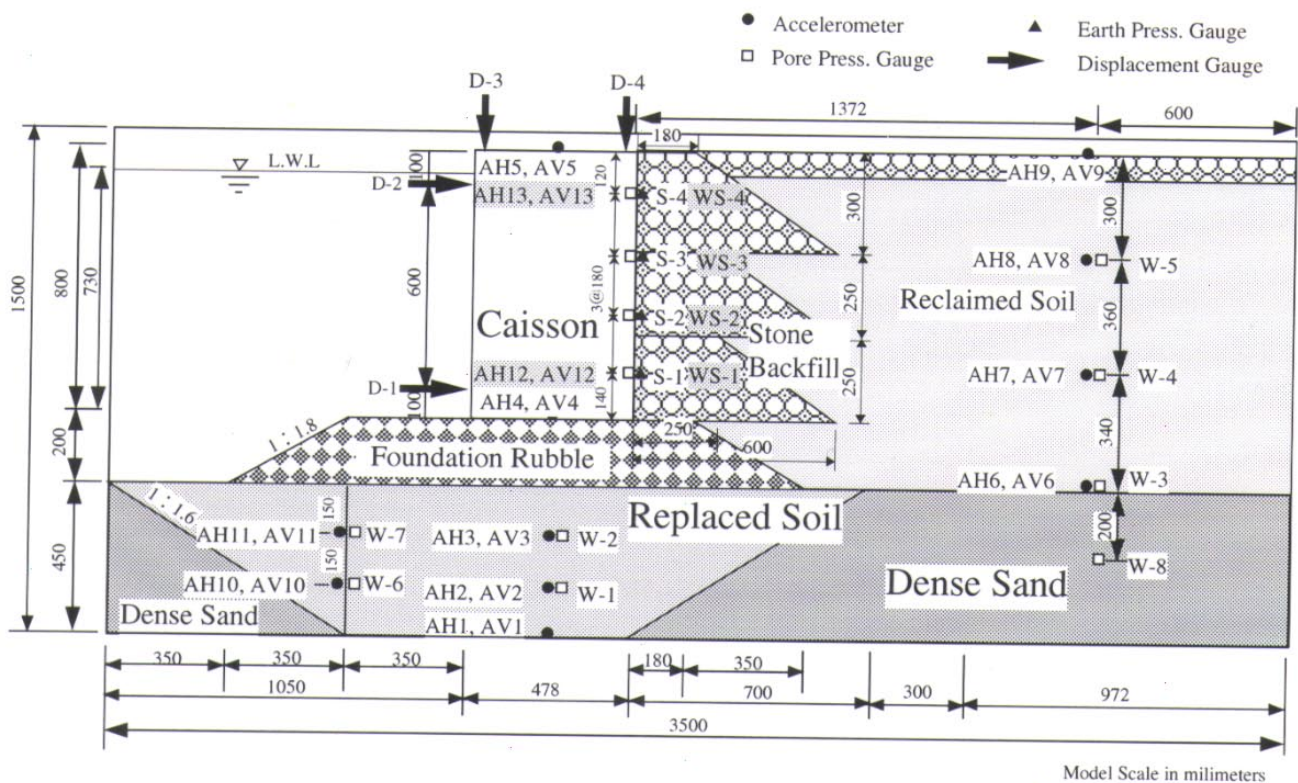 Accelerometer
Earth Press. Gauge
Pore Press. Gauge
Displacement Gauge
D-3
D-4
1372
600
180
L.W.L
100
120
AH5, AV5
AH9, AV9
D-2
AH13, AV13
S-4
WS-4
300
300
1500
800
730
600
S-3
WS-3
AH8, AV8
W-5
3@180
250
Reclaimed Soil
360
Caisson
S-2
WS-2
Stone
Backfill
AH12, AV12
S-1
WS-1
AH7, AV7
W-4
D-1
250
AH4, AV4
100
140
1 : 1.8
250
600
340
200
Foundation Rubble
AH6, AV6
W-3
1 : 1.6
150
Replaced Soil
200
AH11, AV11
W-7
AH3, AV3
W-2
450
150
W-8
AH10, AV10
W-6
AH2, AV2
W-1
Dense Sand
Dense Sand
AH1, AV1
350
350
350
180
350
1050
478
700
300
972
3500
Model Scale in milimeters